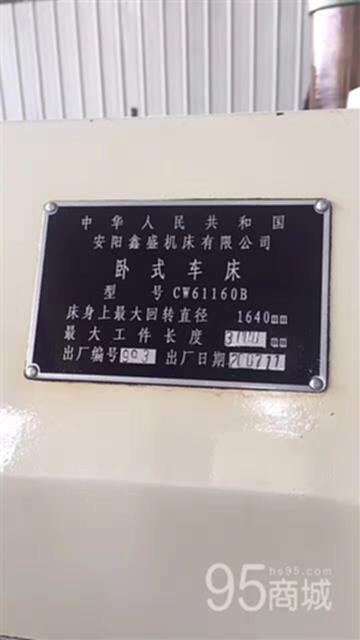 中华人民共和国
安阳鑫盛机床有限公司
卧式车床
型号 CW61160B
床身上最大回转直径 1640mm
最大工件长度 mm
出厂编号 993 出厂日期
hs95.com
95商城